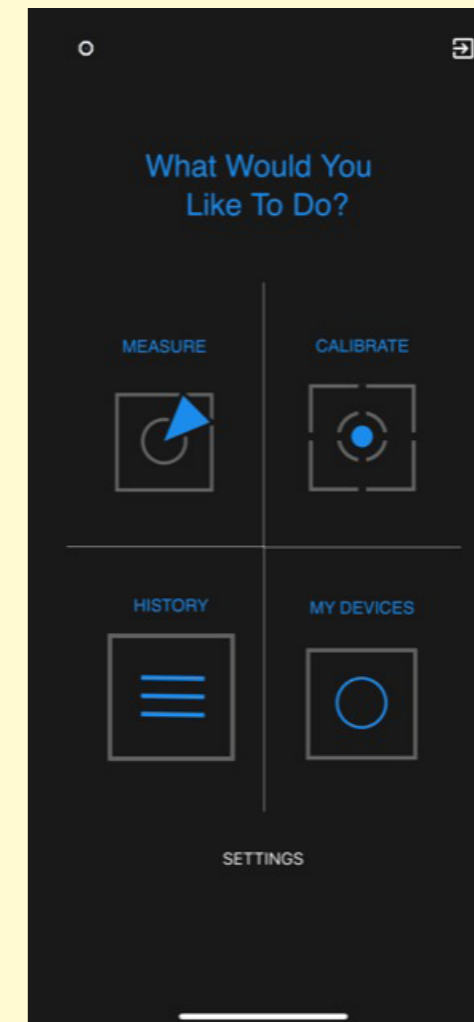 What Would You
Like To Do?
MEASURE
CALIBRATE
HISTORY
MY DEVICES
SETTINGS